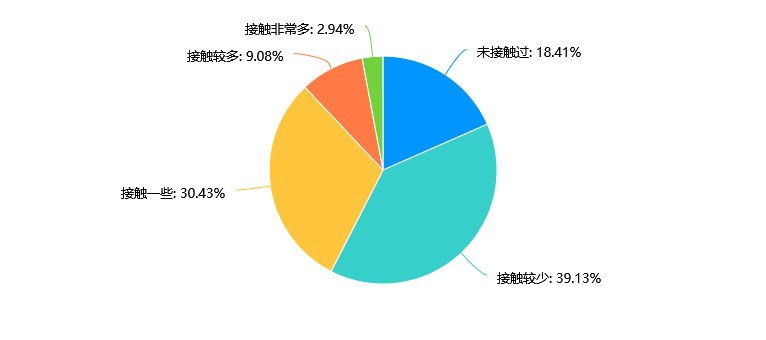 接触非常多: 2.94%
未接触过: 18.41%
接触较多: 9.08%
接触一些: 30.43%
接触较少: 39.13%